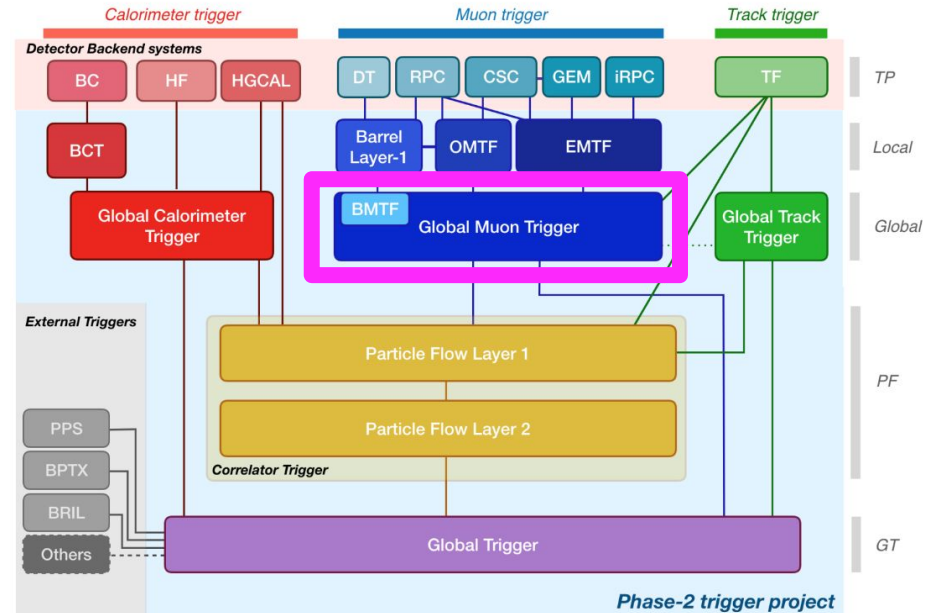 Calorimeter trigger
Muon trigger
Track trigger
Detector Backend systems
BC
HF
HGCAL
DT
RPC
CSC
GEM
iRPC
TF
TP
BCT
Barrel
Layer-1
OMTF
EMTF
Local
Global Calorimeter
Trigger
BMTF
Global Muon Trigger
Global Track
Trigger
Global
External Triggers
Particle Flow Layer 1
PF
Particle Flow Layer 2
Correlator Trigger
PPS
BPTX
BRIL
Others
Global Trigger
GT
Phase-2 trigger project